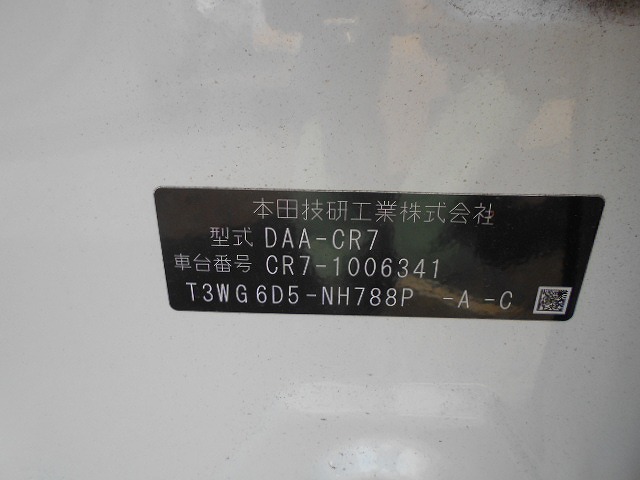 本田技研工業株式会社
型式 DAA-CR7
車台番号 CR7-1006341
T3WG6D5-NH788P -A -C